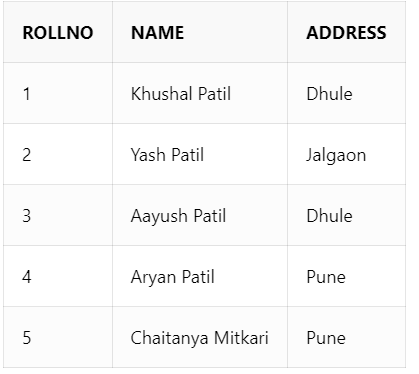 ROLLNO NAME ADDRESS
1 Khushal Patil Dhule
2 Yash Patil Jalgaon
3 Aayush Patil Dhule
4 Aryan Patil Pune
5 Chaitanya Mitkari Pune